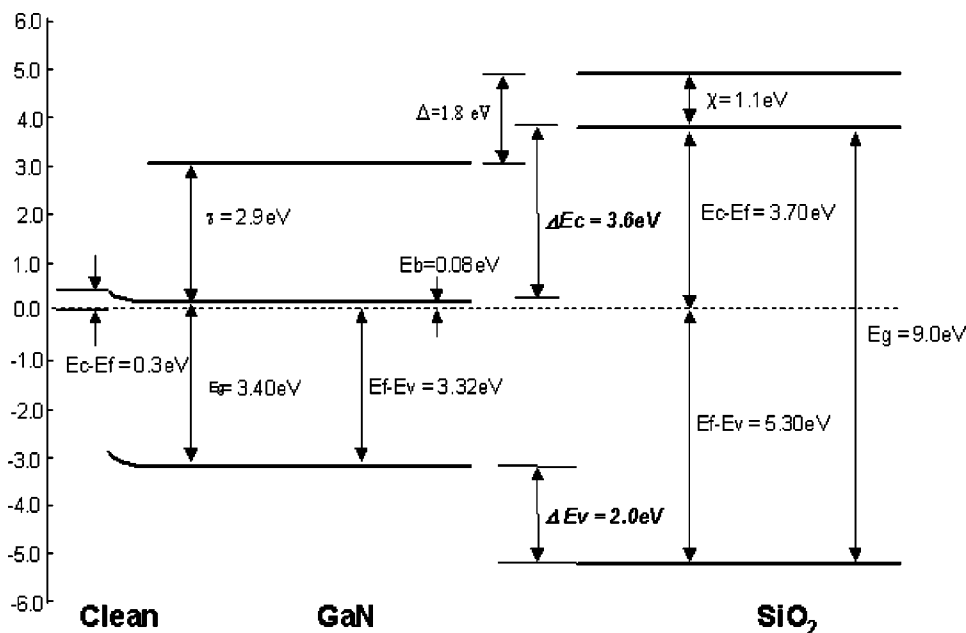 6.0
5.0
4.0
3.0
2.0
1.0
0.0
-1.0
-2.0
-3.0
-4.0
-5.0
-6.0
Δ=1.8 eV
χ=1.1eV
= 2.9eV
ΔEc = 3.6eV
Ec-Ef = 3.70eV
Eb=0.08eV
Ec-Ef=0.3eV
Eg= 3.40eV
Ef-Ev = 3.32eV
Eg = 9.0eV
Ef-Ev = 5.30eV
ΔEv = 2.0eV
Clean GaN SiO₂